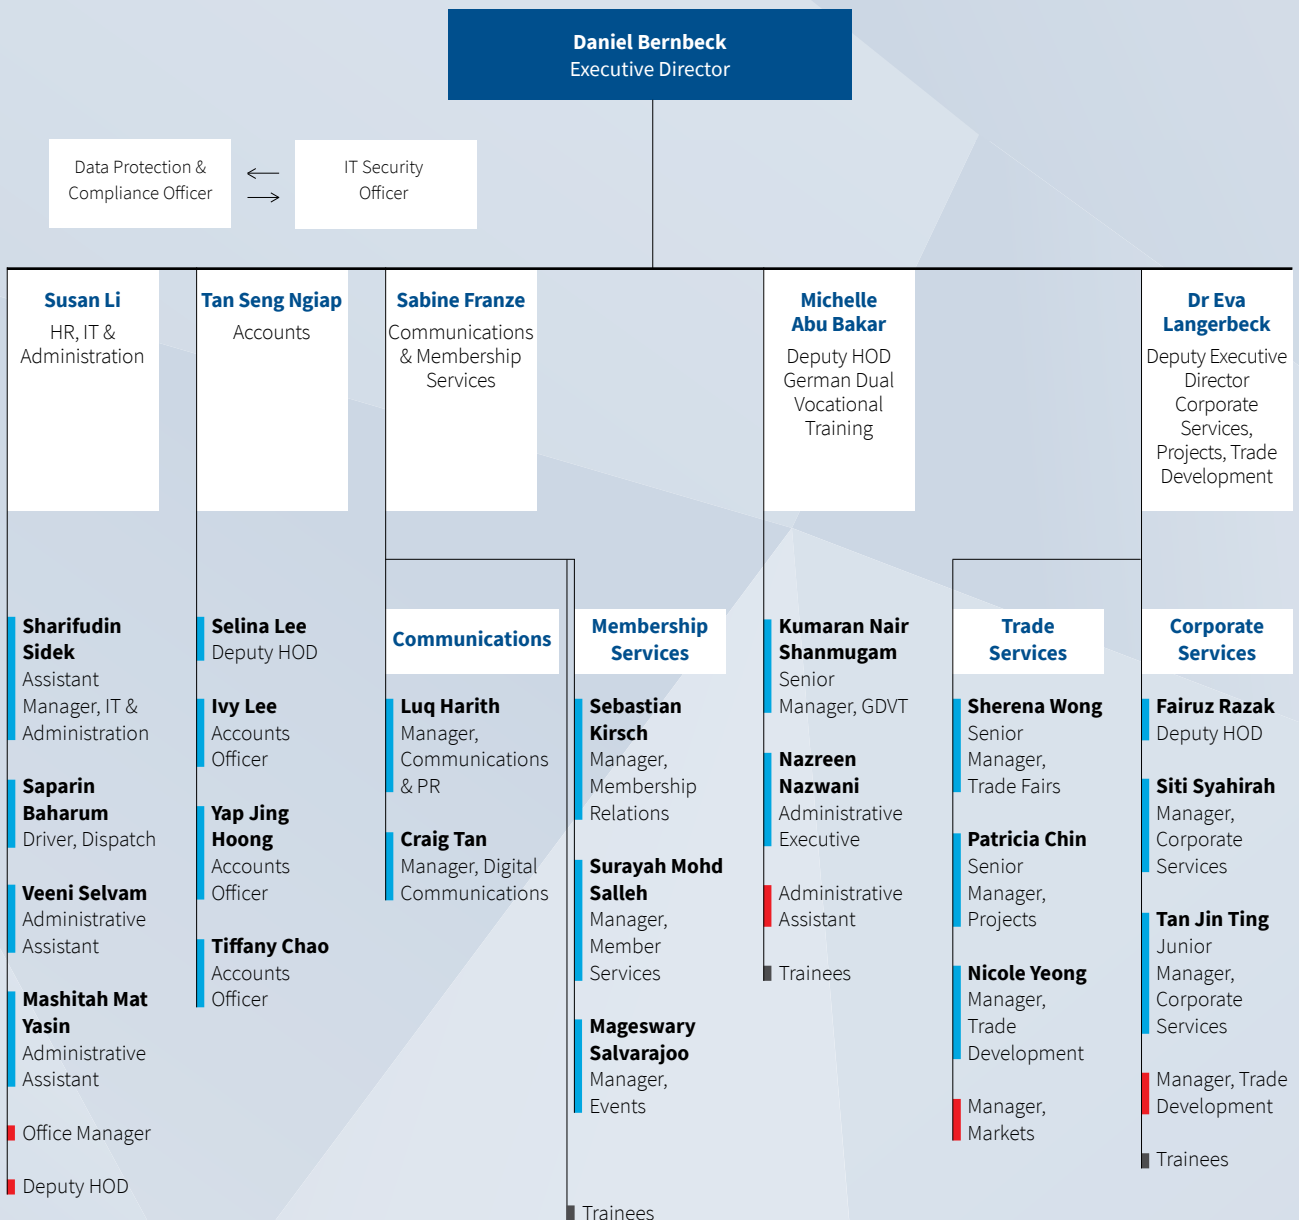 Daniel Bernbeck
Executive Director
Data Protection &
Compliance Officer
IT Security
Officer
Susan Li
HR, IT &
Administration
Tan Seng Ngiap
Accounts
Sabine Franze
Communications
& Membership
Services
Michelle
Abu Bakar
Deputy HOD
German Dual
Vocational
Training
Dr Eva
Langerbeck
Deputy Executive
Director
Corporate
Services,
Projects, Trade
Development
Sharifudin
Sidek
Assistant
Manager, IT &
Administration
Saparin
Baharum
Driver, Dispatch
Veeni Selvam
Administrative
Assistant
Mashitah Mat
Yasin
Administrative
Assistant
Office Manager
Deputy HOD
Selina Lee
Deputy HOD
Ivy Lee
Accounts
Officer
Yap Jing
Hoong
Accounts
Officer
Tiffany Chao
Accounts
Officer
Communications
Luq Harith
Manager,
Communications
& PR
Craig Tan
Manager, Digital
Communications
Membership
Services
Sebastian
Kirsch
Manager,
Membership
Relations
Surayah Mohd
Salleh
Manager,
Member
Services
Mageswary
Salvarajoo
Manager,
Events
Trainees
Kumaran Nair
Shanmugam
Senior
Manager, GDVT
Nazreen
Nazwani
Administrative
Executive
Administrative
Assistant
Trainees
Trade
Services
Sherena Wong
Senior
Manager,
Trade Fairs
Patricia Chin
Senior
Manager,
Projects
Nicole Yeong
Manager,
Trade
Development
Manager,
Markets
Corporate
Services
Fairuz Razak
Deputy HOD
Siti Syahirah
Manager,
Corporate
Services
Tan Jin Ting
Junior
Manager,
Corporate
Services
Manager, Trade
Development
Trainees